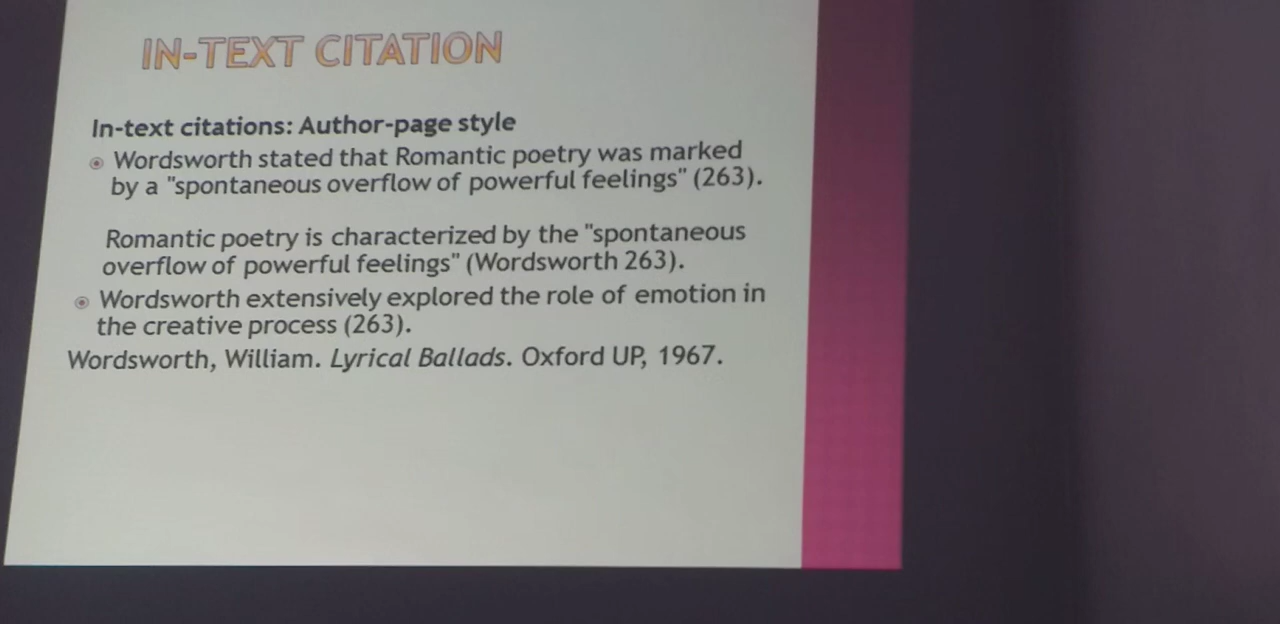 IN-TEXT CITATION
In-text citations: Author-page style
Wordsworth stated that Romantic poetry was marked
by a "spontaneous overflow of powerful feelings" (263).
Romantic poetry is characterized by the "spontaneous
overflow of powerful feelings" (Wordsworth 263).
Wordsworth extensively explored the role of emotion in
the creative process (263).
Wordsworth, William. Lyrical Ballads. Oxford UP, 1967.